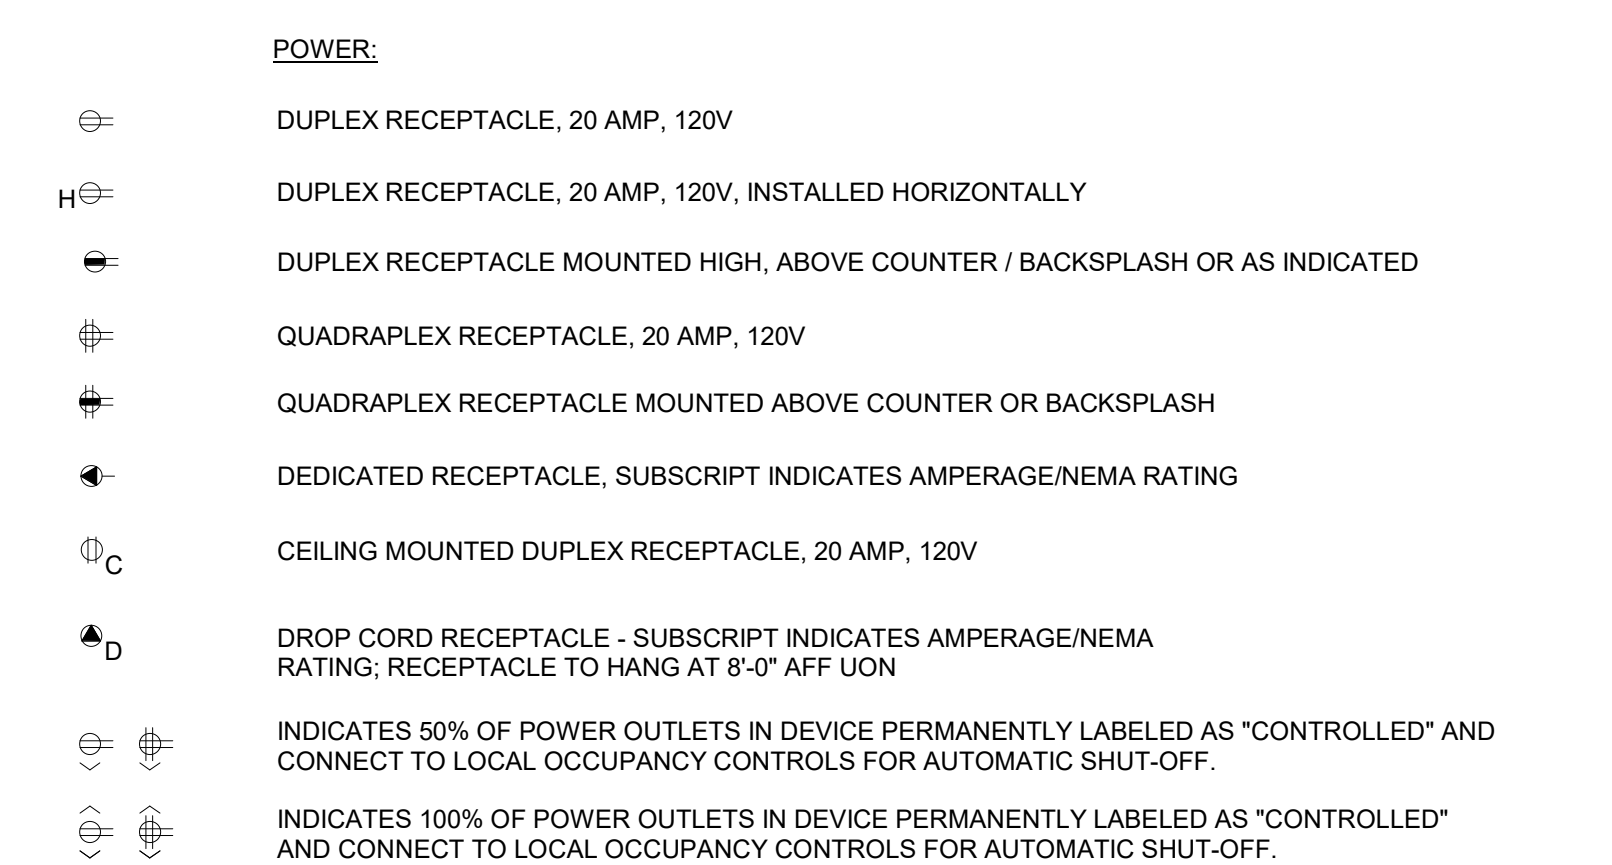 POWER:
DUPLEX RECEPTACLE, 20 AMP, 120V
H DUPLEX RECEPTACLE, 20 AMP, 120V, INSTALLED HORIZONTALLY
DUPLEX RECEPTACLE MOUNTED HIGH, ABOVE COUNTER / BACKSPLASH OR AS INDICATED
QUADRAPLEX RECEPTACLE, 20 AMP, 120V
QUADRAPLEX RECEPTACLE MOUNTED ABOVE COUNTER OR BACKSPLASH
DEDICATED RECEPTACLE, SUBSCRIPT INDICATES AMPERAGE/NEMA RATING
C CEILING MOUNTED DUPLEX RECEPTACLE, 20 AMP, 120V
D DROP CORD RECEPTACLE - SUBSCRIPT INDICATES AMPERAGE/NEMA
RATING; RECEPTACLE TO HANG AT 8'-0" AFF UON
INDICATES 50% OF POWER OUTLETS IN DEVICE PERMANENTLY LABELED AS "CONTROLLED" AND
CONNECT TO LOCAL OCCUPANCY CONTROLS FOR AUTOMATIC SHUT-OFF.
INDICATES 100% OF POWER OUTLETS IN DEVICE PERMANENTLY LABELED AS "CONTROLLED"
AND CONNECT TO LOCAL OCCUPANCY CONTROLS FOR AUTOMATIC SHUT-OFF.